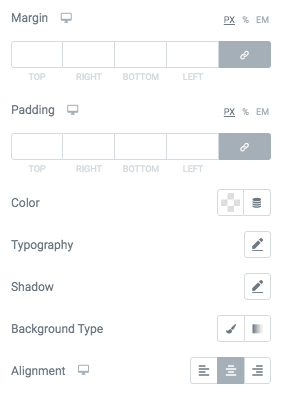 Margin PX % EM
TOP RIGHT BOTTOM LEFT
Padding PX % EM
TOP RIGHT BOTTOM LEFT
Color
Typography
Shadow
Background Type
Alignment